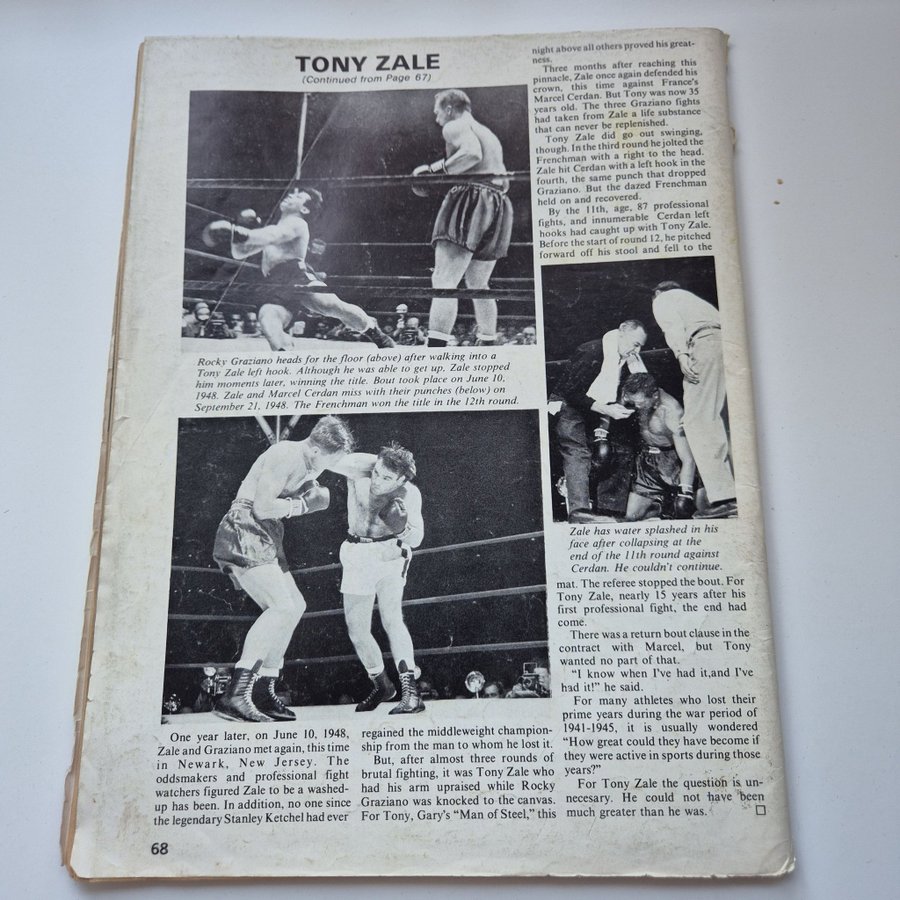 TONY ZALE
(Continued from Page 67)
Rocky Graziano heads for the floor (above) after walking into a
Tony Zale left hook. Although he was able to get up, Zale stopped
him moments later, winning the title. Bout took place on June 10,
1948. Zale and Marcel Cerdan miss with their punches (below) on
September 21, 1948. The Frenchman won the title in the 12th round.
One year later, on June 10, 1948,
Zale and Graziano met again, this time
in Newark, New Jersey. The
oddsmakers and professional fight
watchers figured Zale to be a washed-
up has been. In addition, no one since
the legendary Stanley Ketchel had ever
regained the middleweight champion-
ship from the man to whom he lost it.
But, after almost three rounds of
brutal fighting, it was Tony Zale who
had his arm upraised while Rocky
Graziano was knocked to the canvas.
For Tony, Gary's "Man of Steel," this
night above all others proved his great-
ness.
Three months after reaching this
pinnacle, Zale once again defended his
crown, this time against France's
Marcel Cerdan. But Tony was now 35
years old. The three Graziano fights
had taken from Zale a life substance
that can never be replenished.
Tony Zale did go out swinging,
though. In the third round he jolted the
Frenchman with a right to the head.
Zale hit Cerdan with a left hook in the
fourth, the same punch that dropped
Graziano. But the dazed Frenchman
held on and recovered.
By the 11th, age, 87 professional
fights, and innumerable Cerdan left
hooks had caught up with Tony Zale.
Before the start of round 12, he pitched
forward off his stool and fell to the
Zale has water splashed in his
face after collapsing at the
end of the 11th round against
Cerdan. He couldn't continue.
mat. The referee stopped the bout. For
Tony Zale, nearly 15 years after his
first professional fight, the end had
come.
There was a return bout clause in the
contract with Marcel, but Tony
wanted no part of that.
"I know when I've had it,and I've
had it!" he said.
For many athletes who lost their
prime years during the war period of
1941-1945, it is usually wondered
"How great could they have become if
they were active in sports during those
years?"
For Tony Zale the question is un-
necesary. He could not have been
much greater than he was. □
68